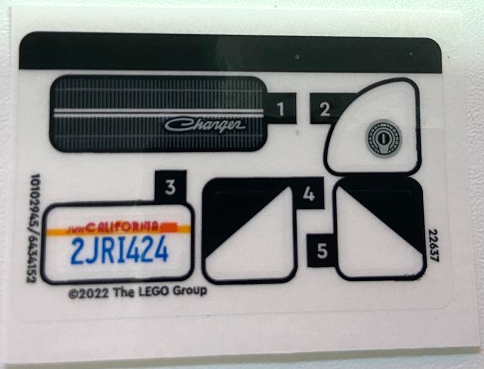 Charger
1
2
3
JUN CALIFORNIA
2JRI424
4
5
10102945/6434152
22637
©2022 The LEGO Group